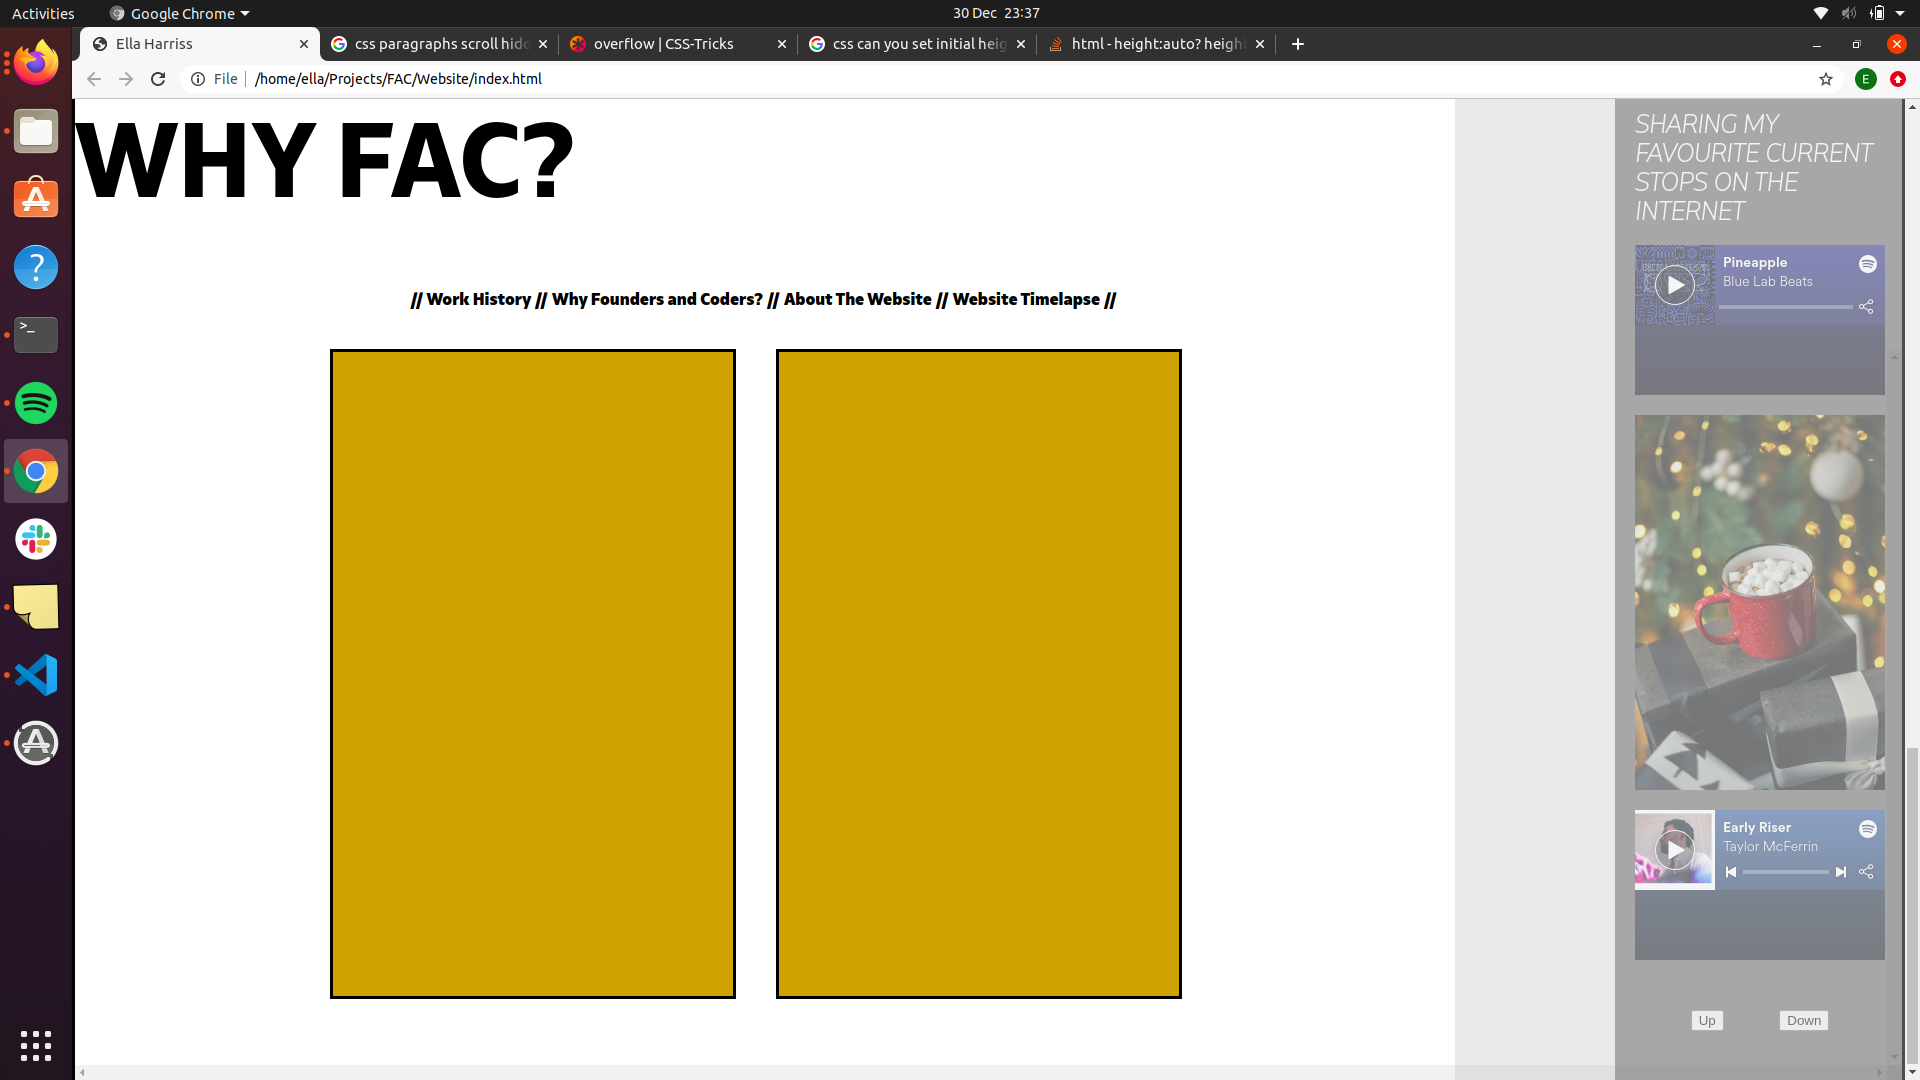 Activities
Google Chrome
30 Dec 23:37
Ella Harriss
css paragraphs scroll hidd
overflow | CSS-Tricks
css can you set initial heig
html - height:auto? height
File
/home/ella/Projects/FAC/Website/index.html
E
WHY FAC?
// Work History // Why Founders and Coders? // About The Website // Website Timelapse //
SHARING MY
FAVOURITE CURRENT
STOPS ON THE
INTERNET
Pineapple
Blue Lab Beats
Early Riser
Taylor McFerrin
Up
Down